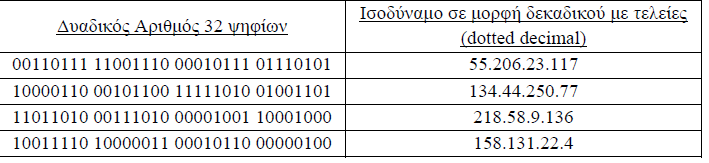 Δυαδικός Αριθμός 32 ψηφίων
Ισοδύναμο σε μορφή δεκαδικού με τελείες
(dotted decimal)
00110111 11001110 00010111 01110101 55.206.23.117
10000110 00101100 11111010 01001101 134.44.250.77
11011010 00111010 00001001 10001000 218.58.9.136
10011110 10000011 00010110 00000100 158.131.22.4